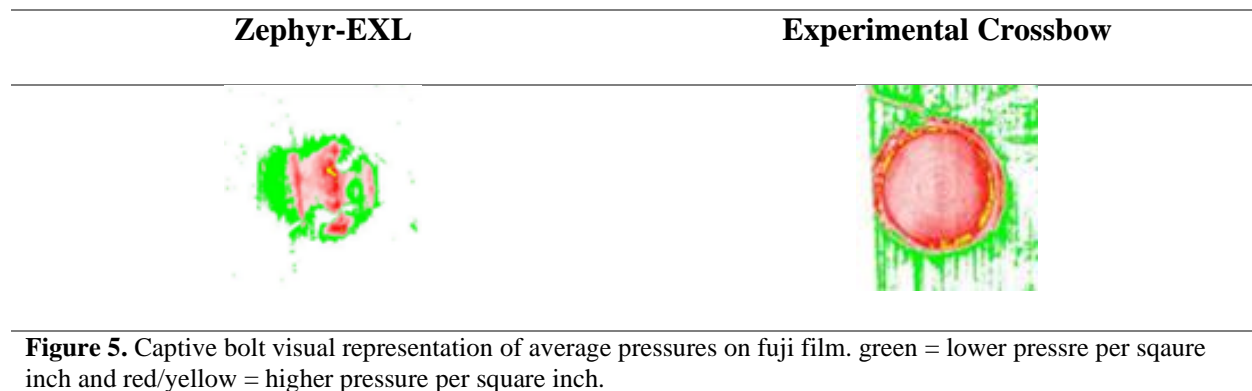 Zephyr-EXL Experimental Crossbow
Figure 5. Captive bolt visual representation of average pressures on fuji film. green = lower pressre per sqaure
inch and red/yellow = higher pressure per square inch.